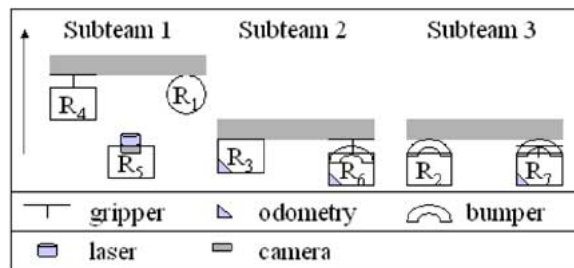 Subteam 1 Subteam 2 Subteam 3
R4 R1
R5 R3 R6 R2 R7
gripper odometry bumper
laser camera